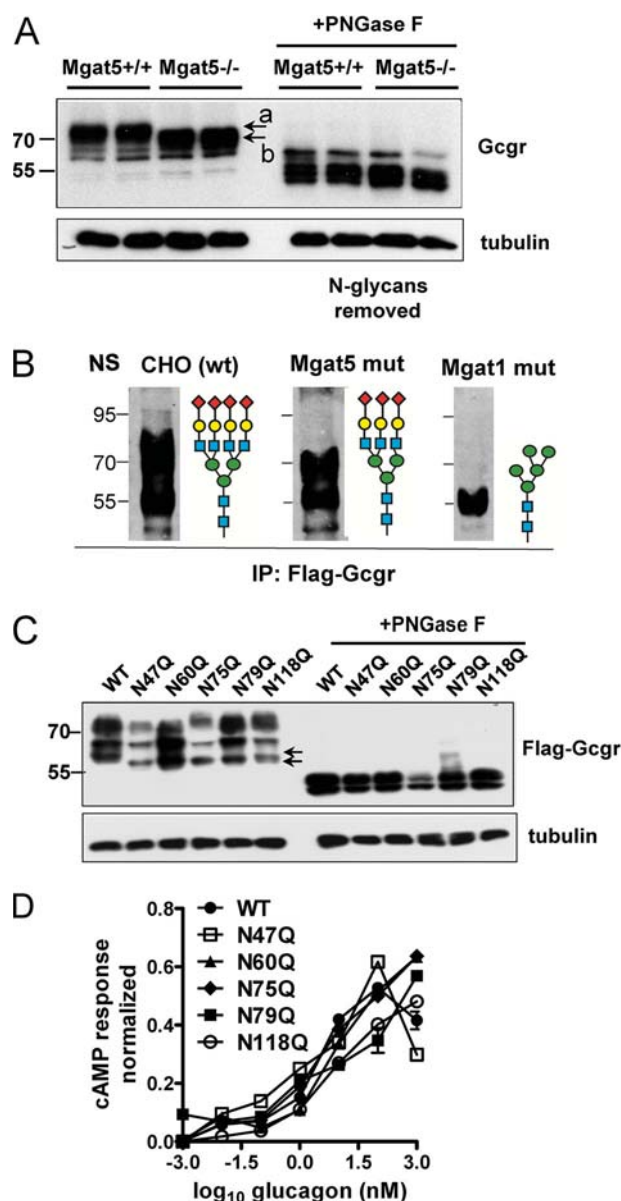 A
+PNGase F
Mgat5+/+ Mgat5-/- Mgat5+/+ Mgat5-/-
70
55
a
b
Gcgr
tubulin
N-glycans
removed
B
NS CHO (wt) Mgat5 mut Mgat1 mut
95
70
55
IP: Flag-Gcgr
C
+PNGase F
WT N47Q N60Q N75Q N79Q N118Q WT N47Q N60Q N75Q N79Q N118Q
70
55
Flag-Gcgr
tubulin
D
cAMP response
normalized
0.8
0.6
0.4
0.2
0.0
WT
N47Q
N60Q
N75Q
N79Q
N118Q
-3.0 -1.5 0.0 1.5 3.0
log10 glucagon (nM)